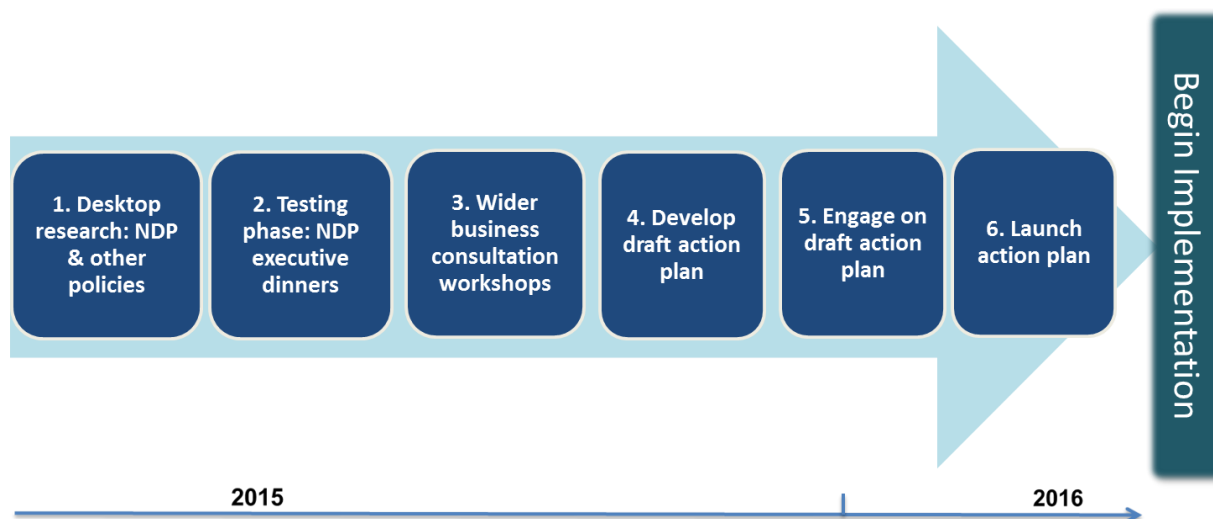 1. Desktop
research: NDP
& other
policies
2. Testing
phase: NDP
executive
dinners
3. Wider
business
consultation
workshops
4. Develop
draft action
plan
5. Engage on
draft action
plan
6. Launch
action plan
Begin Implementation
2015
2016